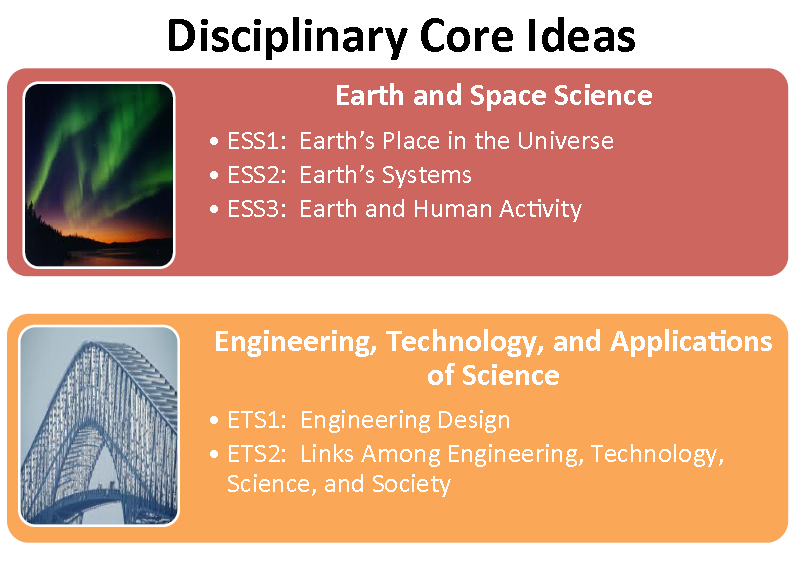 Disciplinary Core Ideas
Earth and Space Science
• ESS1:  Earth’s Place in the Universe
• ESS2:  Earth’s Systems
• ESS3:  Earth and Human Activity
Engineering, Technology, and Applications
of Science
• ETS1:  Engineering Design
• ETS2:  Links Among Engineering, Technology,
Science, and Society